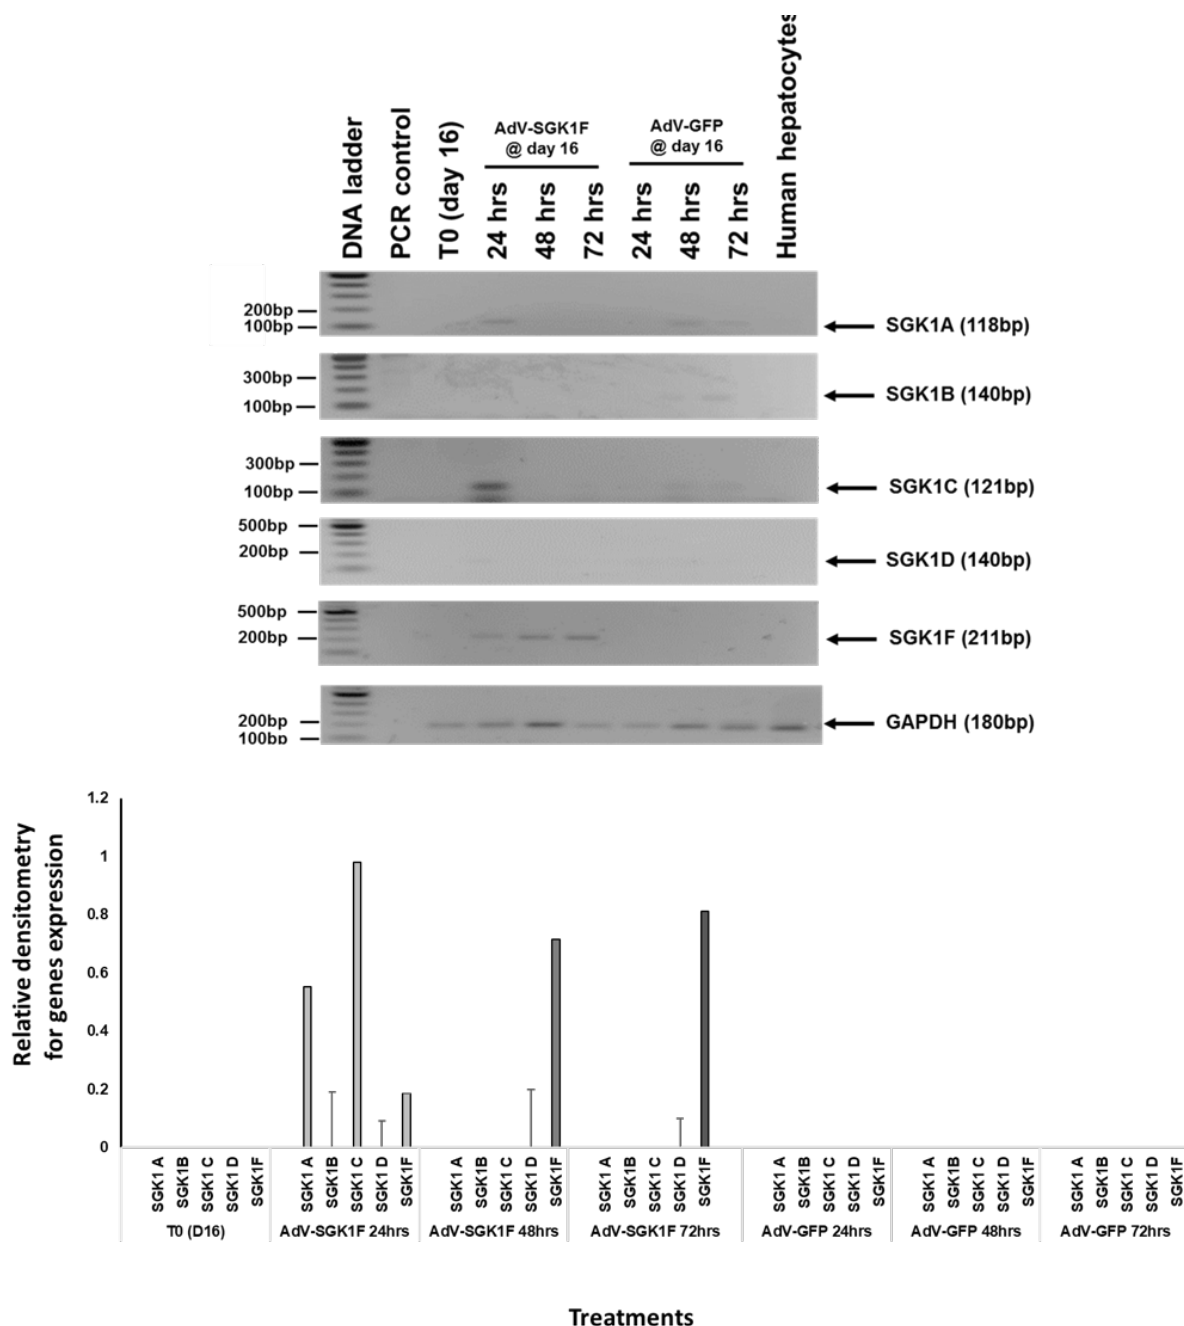 DNA ladder
PCR control
T0 (day 16)
AdV-SGK1F
@ day 16
24 hrs
48 hrs
72 hrs
AdV-GFP
@ day 16
24 hrs
48 hrs
72 hrs
Human hepatocytes
200bp
100bp
SGK1A (118bp)
300bp
100bp
SGK1B (140bp)
300bp
100bp
SGK1C (121bp)
500bp
200bp
SGK1D (140bp)
500bp
200bp
SGK1F (211bp)
200bp
100bp
GAPDH (180bp)
Relative densitometry
for genes expression
1.2
1
0.8
0.6
0.4
0.2
0
SGK1 A
SGK1B
SGK1 C
SGK1 D
SGK1F
SGK1 A
SGK1B
SGK1 C
SGK1 D
SGK1F
SGK1 A
SGK1B
SGK1 C
SGK1 D
SGK1F
SGK1 A
SGK1B
SGK1 C
SGK1 D
SGK1F
SGK1 A
SGK1B
SGK1 C
SGK1 D
SGK1F
SGK1 A
SGK1B
SGK1 C
SGK1 D
SGK1F
SGK1 A
SGK1B
SGK1 C
SGK1 D
SGK1F
T0 (D16)
AdV-SGK1F 24hrs
AdV-SGK1F 48hrs
AdV-SGK1F 72hrs
AdV-GFP 24hrs
AdV-GFP 48hrs
AdV-GFP 72hrs
Treatments